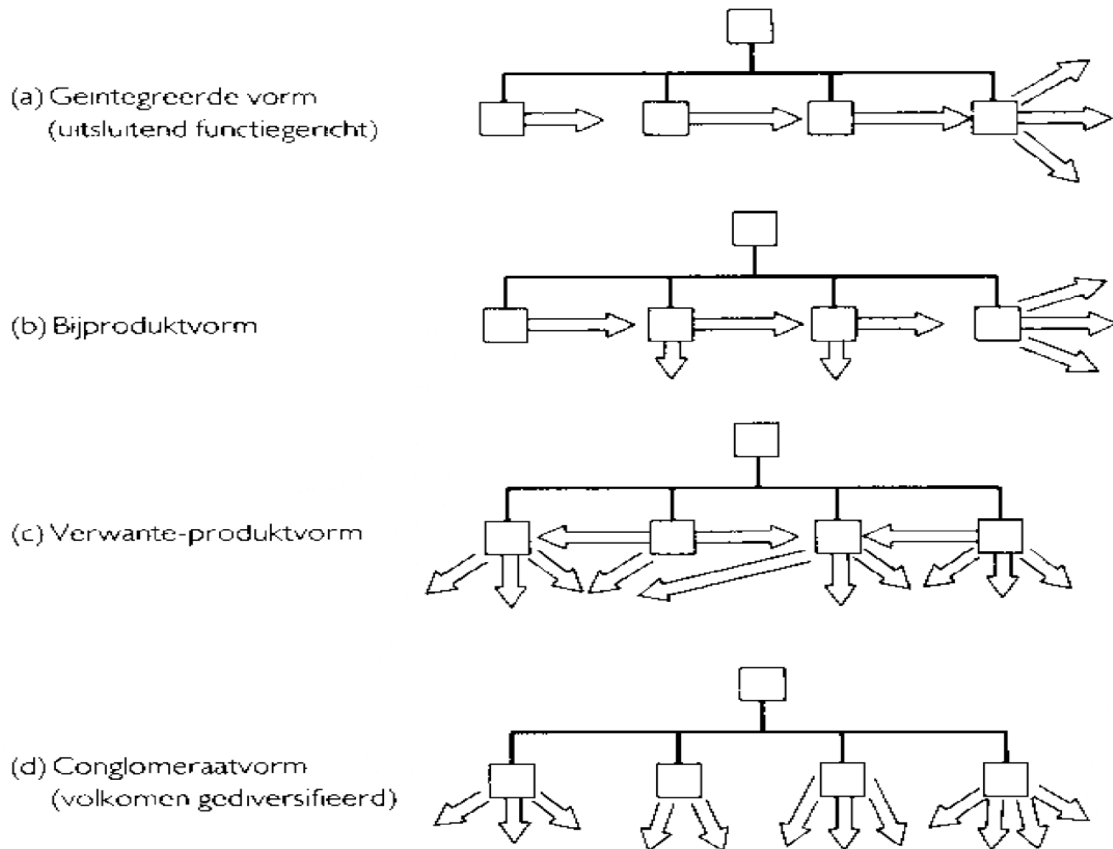 (a) Geïntegreerde vorm
(uitsluitend functiegericht)
(b) Bijproduktvorm
(c) Verwante-produktvorm
(d) Conglomeraatvorm
(volkomen gediversifieerd)